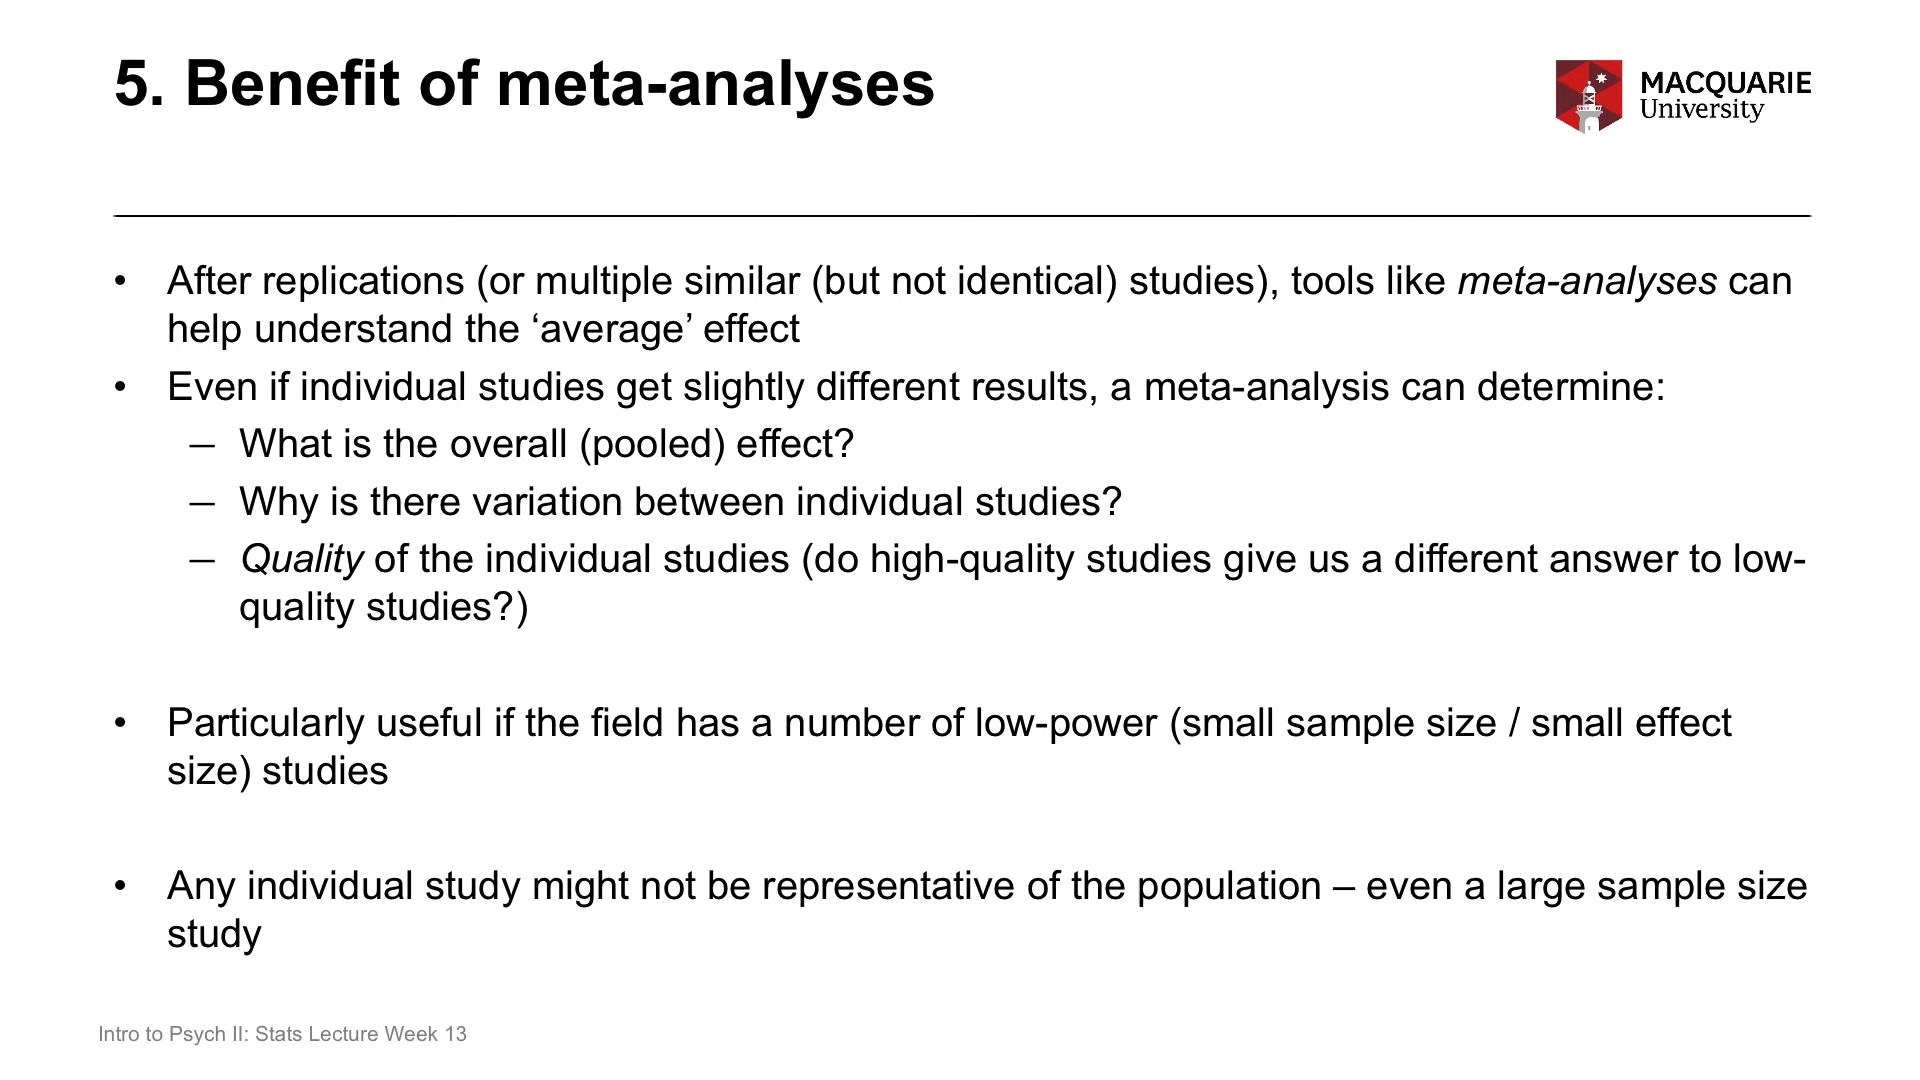 5. Benefit of meta-analyses
MACQUARIE
University
• After replications (or multiple similar (but not identical) studies), tools like meta-analyses can
help understand the ‘average’ effect
• Even if individual studies get slightly different results, a meta-analysis can determine:
— What is the overall (pooled) effect?
— Why is there variation between individual studies?
— Quality of the individual studies (do high-quality studies give us a different answer to low-
quality studies?)
• Particularly useful if the field has a number of low-power (small sample size / small effect
size) studies
• Any individual study might not be representative of the population – even a large sample size
study
Intro to Psych II: Stats Lecture Week 13